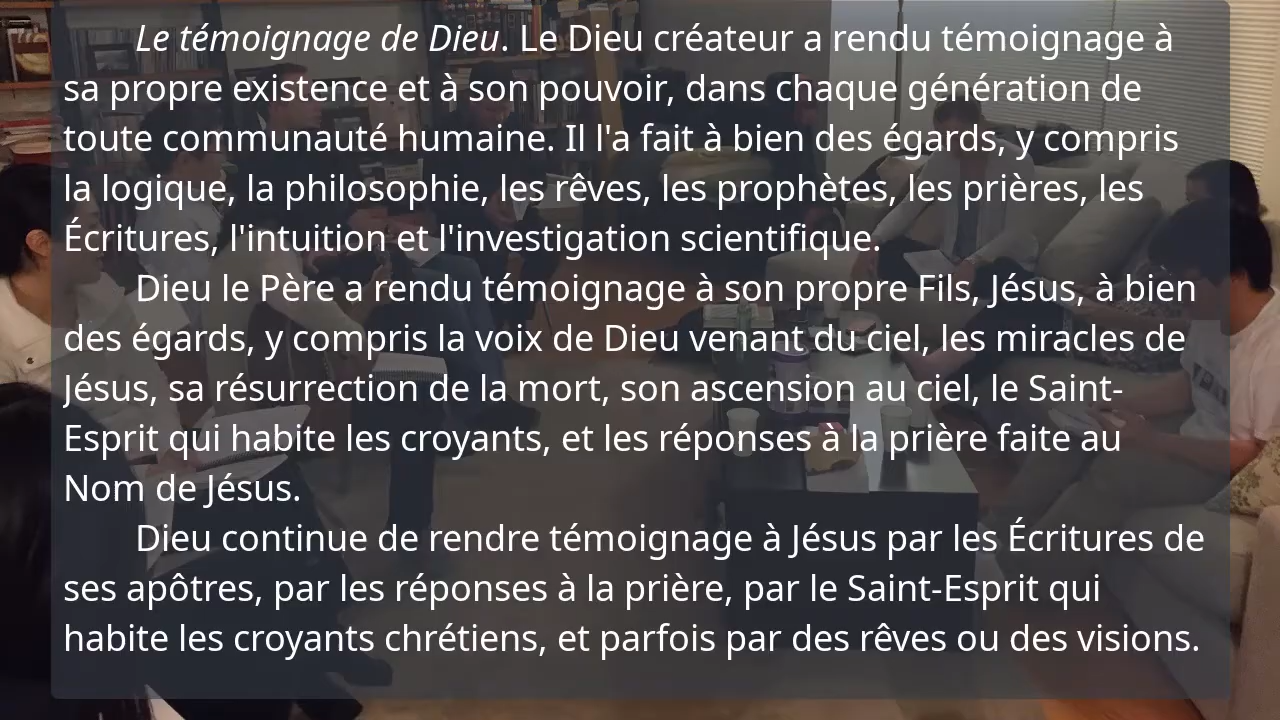 Le témoignage de Dieu. Le Dieu créateur a rendu témoignage à
sa propre existence et à son pouvoir, dans chaque génération de
toute communauté humaine. Il l'a fait à bien des égards, y compris
la logique, la philosophie, les rêves, les prophètes, les prières, les
Écritures, l'intuition et l'investigation scientifique.
Dieu le Père a rendu témoignage à son propre Fils, Jésus, à bien
des égards, y compris la voix de Dieu venant du ciel, les miracles de
Jésus, sa résurrection de la mort, son ascension au ciel, le Saint-
Esprit qui habite les croyants, et les réponses à la prière faite au
Nom de Jésus.
Dieu continue de rendre témoignage à Jésus par les Écritures de
ses apôtres, par les réponses à la prière, par le Saint-Esprit qui
habite les croyants chrétiens, et parfois par des rêves ou des visions.